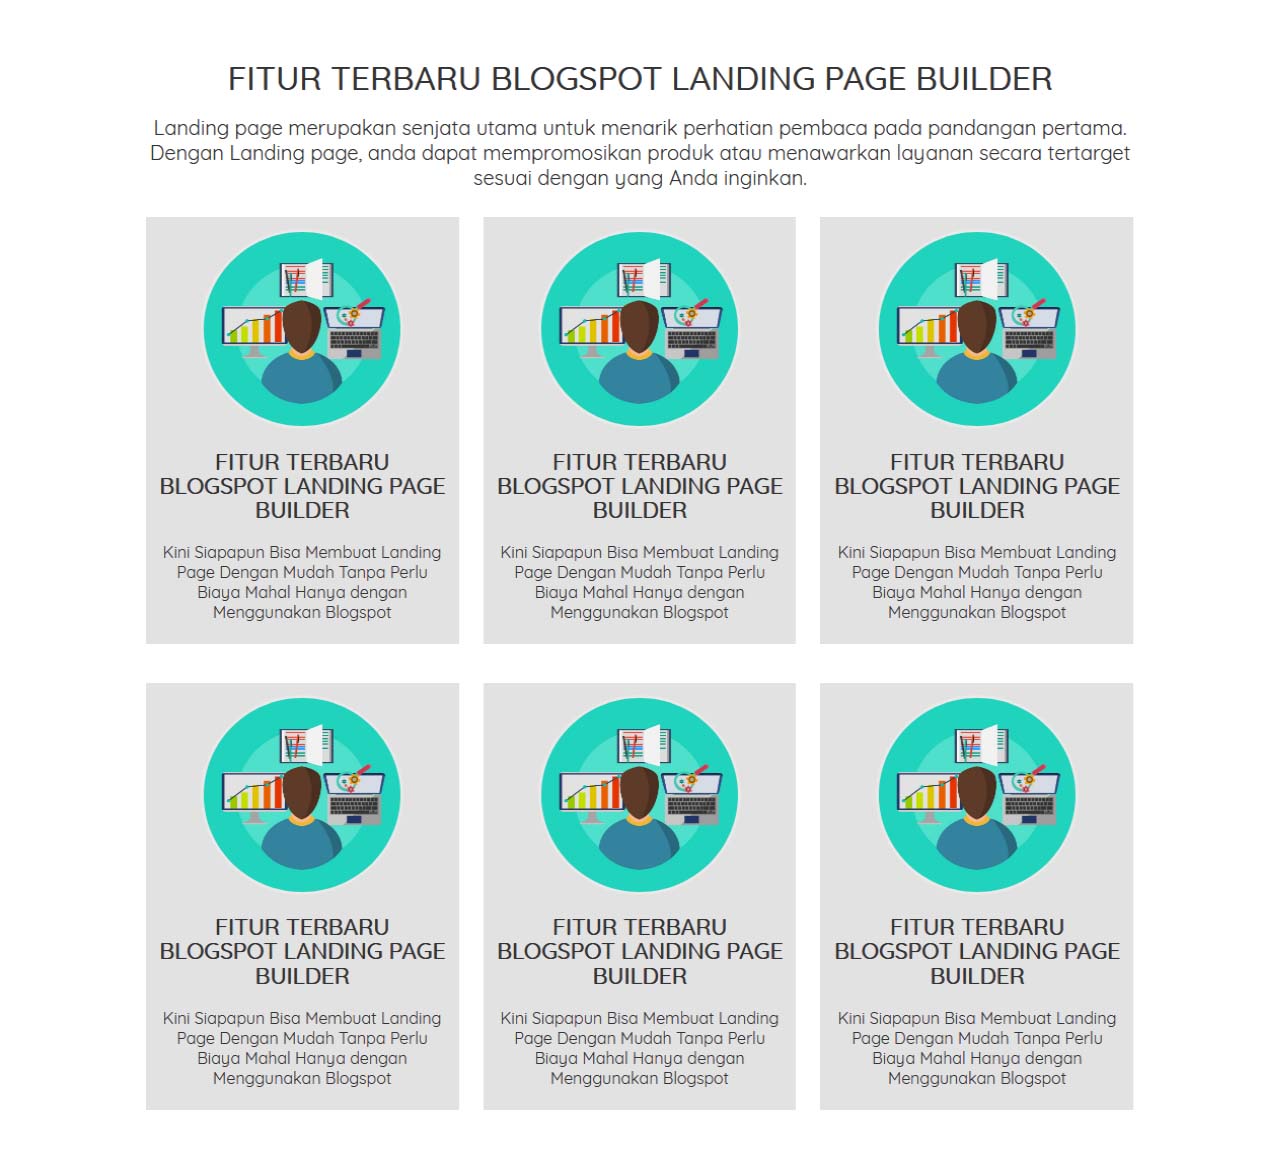 FITUR TERBARU BLOGSPOT LANDING PAGE BUILDER
Landing page merupakan senjata utama untuk menarik perhatian pembaca pada pandangan pertama.
Dengan Landing page, anda dapat mempromosikan produk atau menawarkan layanan secara tertarget
sesuai dengan yang Anda inginkan.
FITUR TERBARU
BLOGSPOT LANDING PAGE
BUILDER
Kini Siapapun Bisa Membuat Landing
Page Dengan Mudah Tanpa Perlu
Biaya Mahal Hanya dengan
Menggunakan Blogspot
FITUR TERBARU
BLOGSPOT LANDING PAGE
BUILDER
Kini Siapapun Bisa Membuat Landing
Page Dengan Mudah Tanpa Perlu
Biaya Mahal Hanya dengan
Menggunakan Blogspot
FITUR TERBARU
BLOGSPOT LANDING PAGE
BUILDER
Kini Siapapun Bisa Membuat Landing
Page Dengan Mudah Tanpa Perlu
Biaya Mahal Hanya dengan
Menggunakan Blogspot
FITUR TERBARU
BLOGSPOT LANDING PAGE
BUILDER
Kini Siapapun Bisa Membuat Landing
Page Dengan Mudah Tanpa Perlu
Biaya Mahal Hanya dengan
Menggunakan Blogspot
FITUR TERBARU
BLOGSPOT LANDING PAGE
BUILDER
Kini Siapapun Bisa Membuat Landing
Page Dengan Mudah Tanpa Perlu
Biaya Mahal Hanya dengan
Menggunakan Blogspot
FITUR TERBARU
BLOGSPOT LANDING PAGE
BUILDER
Kini Siapapun Bisa Membuat Landing
Page Dengan Mudah Tanpa Perlu
Biaya Mahal Hanya dengan
Menggunakan Blogspot